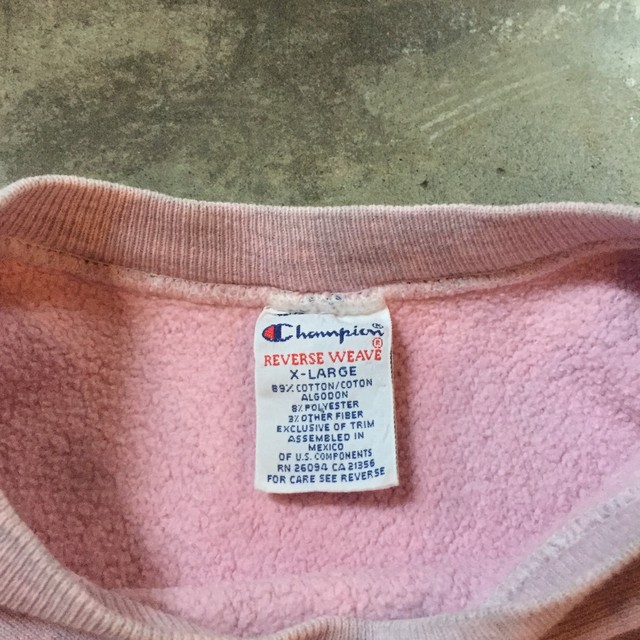 Champion®
REVERSE WEAVE®
X-LARGE
89% COTTON/COTON
ALGODON
8% POLYESTER
3% OTHER FIBER
EXCLUSIVE OF TRIM
ASSEMBLED IN
MEXICO
OF U.S. COMPONENTS
RN 26094 CA 21356
FOR CARE SEE REVERSE